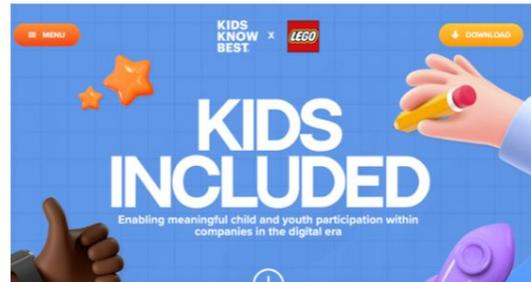 MENU
KIDS
KNOW
BEST
x
LEGO
DOWNLOAD
KIDS
INCLUDED
Enabling meaningful child and youth participation within
companies in the digital era